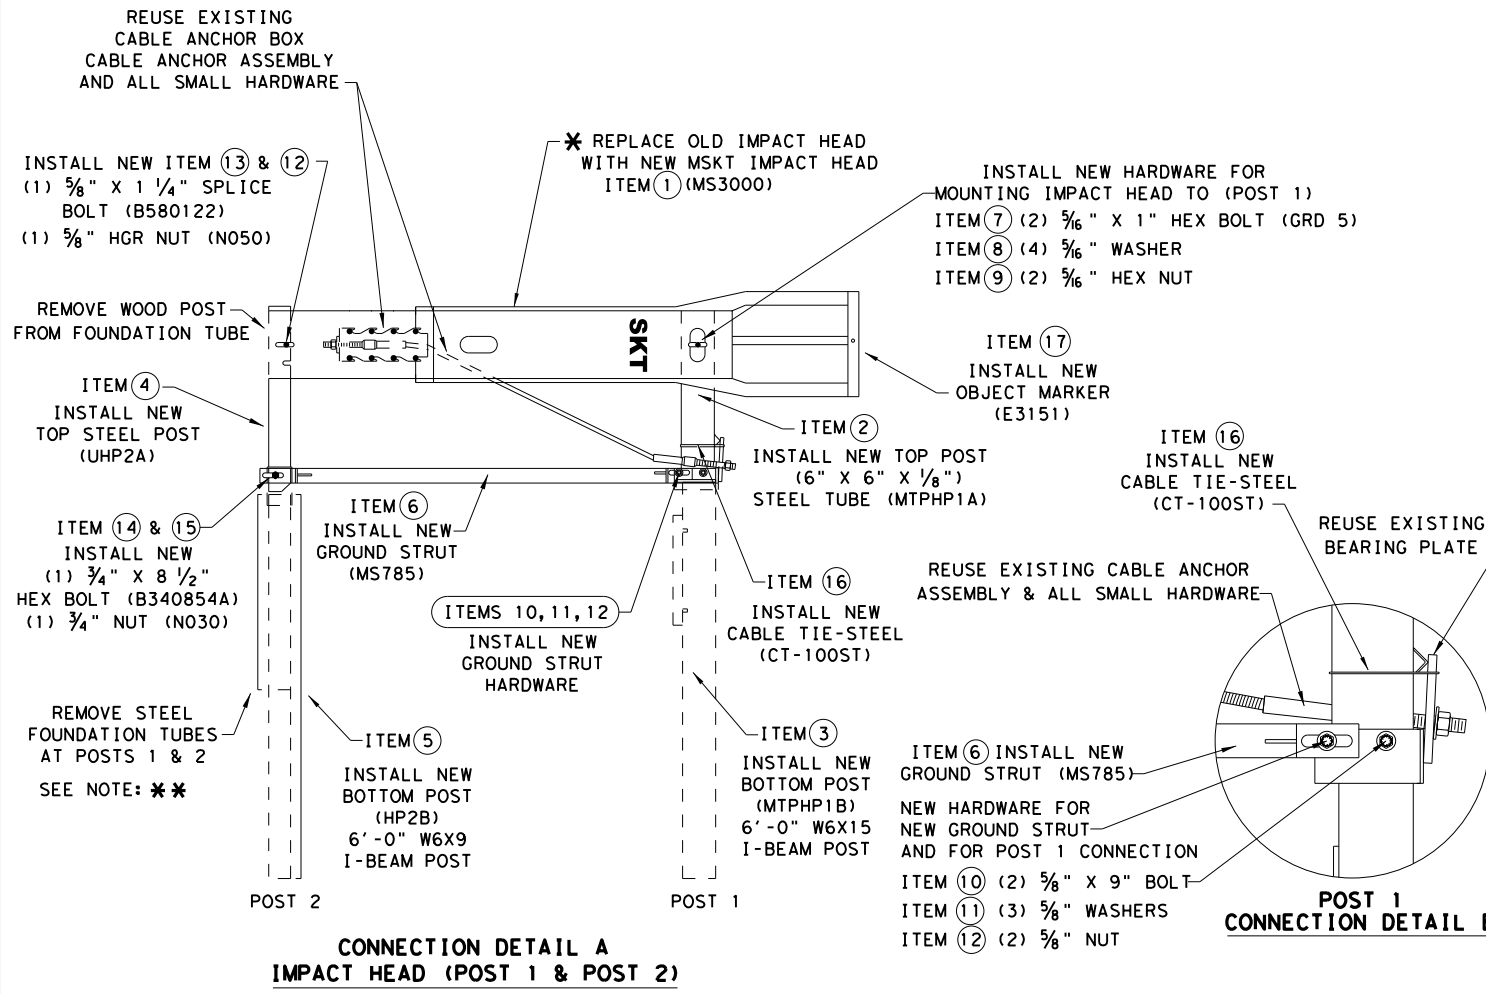 REUSE EXISTING
CABLE ANCHOR BOX
CABLE ANCHOR ASSEMBLY
AND ALL SMALL HARDWARE
INSTALL NEW ITEM 13 & 12
(1) 5/8" X 1 1/4" SPLICE
BOLT (B580122)
(1) 5/8" HGR NUT (N050)
* REPLACE OLD IMPACT HEAD
WITH NEW MSKT IMPACT HEAD
ITEM 1 (MS3000)
INSTALL NEW HARDWARE FOR
MOUNTING IMPACT HEAD TO (POST 1)
ITEM 7 (2) 5/16" X 1" HEX BOLT (GRD 5)
ITEM 8 (4) 5/16" WASHER
ITEM 9 (2) 5/16" HEX NUT
REMOVE WOOD POST
FROM FOUNDATION TUBE
SKT
ITEM 17
INSTALL NEW
OBJECT MARKER
(E3151)
ITEM 4
INSTALL NEW
TOP STEEL POST
(UHP2A)
ITEM 2
INSTALL NEW TOP POST
(6" X 6" X 1/8")
STEEL TUBE (MTPHP1A)
ITEM 16
INSTALL NEW
CABLE TIE-STEEL
(CT-100ST)
REUSE EXISTING
BEARING PLATE
ITEM 14 & 15
INSTALL NEW
(1) 3/4" X 8 1/2"
HEX BOLT (B340854A)
(1) 3/4" NUT (N030)
ITEM 6
INSTALL NEW
GROUND STRUT
(MS785)
ITEMS 10,11,12
INSTALL NEW
GROUND STRUT
HARDWARE
ITEM 16
INSTALL NEW
CABLE TIE-STEEL
(CT-100ST)
REUSE EXISTING CABLE ANCHOR
ASSEMBLY & ALL SMALL HARDWARE
REMOVE STEEL
FOUNDATION TUBES
AT POSTS 1 & 2
SEE NOTE: **
ITEM 5
INSTALL NEW
BOTTOM POST
(HP2B)
6'-0" W6X9
I-BEAM POST
ITEM 3
INSTALL NEW
BOTTOM POST
(MTPHP1B)
6'-0" W6X15
I-BEAM POST
ITEM 6 INSTALL NEW
GROUND STRUT (MS785)
NEW HARDWARE FOR
NEW GROUND STRUT
AND FOR POST 1 CONNECTION
ITEM 10 (2) 5/8" X 9" BOLT
ITEM 11 (3) 5/8" WASHERS
ITEM 12 (2) 5/8" NUT
POST 2
POST 1
POST 1
CONNECTION DETAIL
CONNECTION DETAIL A
IMPACT HEAD (POST 1 & POST 2)